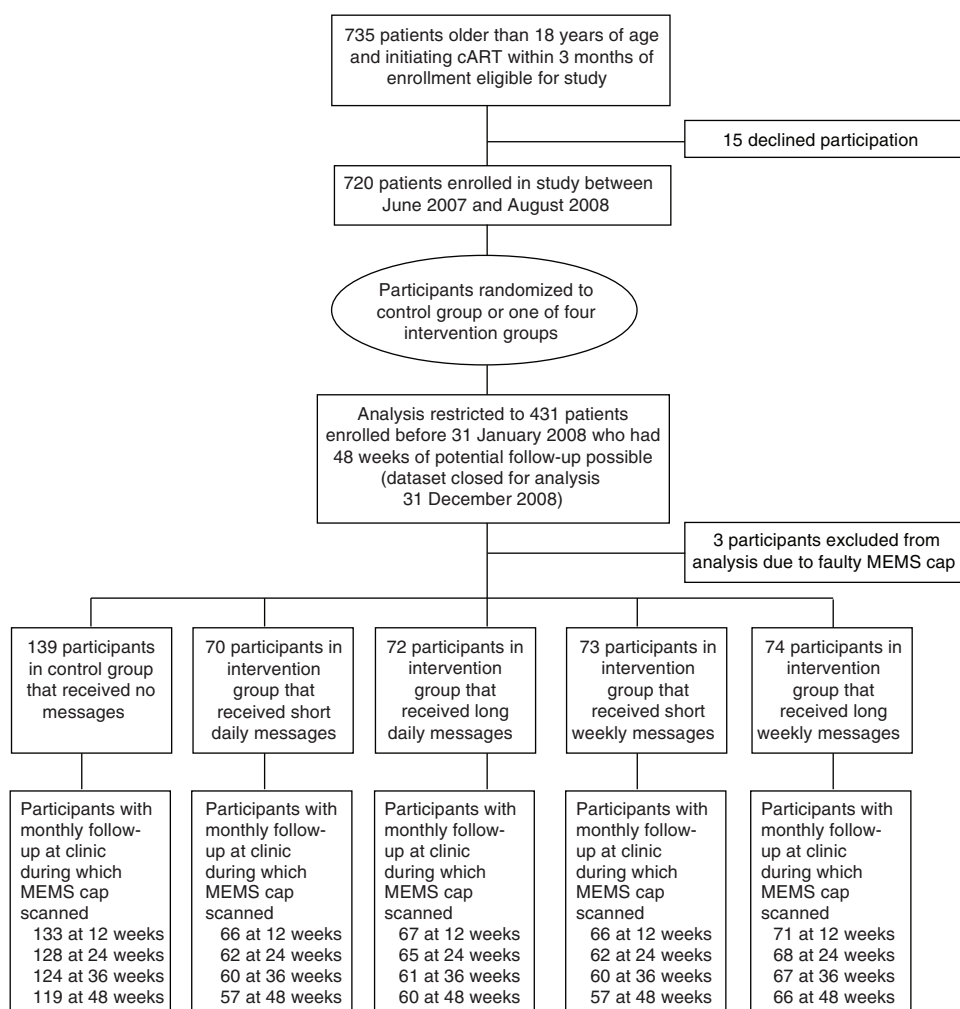 735 patients older than 18 years of age
and initiating cART within 3 months of
enrollment eligible for study
15 declined participation
720 patients enrolled in study between
June 2007 and August 2008
Participants randomized to
control group or one of four
intervention groups
Analysis restricted to 431 patients
enrolled before 31 January 2008 who had
48 weeks of potential follow-up possible
(dataset closed for analysis
31 December 2008)
3 participants excluded from
analysis due to faulty MEMS cap
139 participants
in control group
that received no
messages
70 participants in
intervention
group that
received short
daily messages
72 participants in
intervention
group that
received long
daily messages
73 participants in
intervention
group that
received short
weekly messages
74 participants in
intervention
group that
received long
weekly messages
Participants with
monthly follow-
up at clinic
during which
MEMS cap
scanned
133 at 12 weeks
128 at 24 weeks
124 at 36 weeks
119 at 48 weeks
Participants with
monthly follow-
up at clinic
during which
MEMS cap
scanned
66 at 12 weeks
62 at 24 weeks
60 at 36 weeks
57 at 48 weeks
Participants with
monthly follow-
up at clinic
during which
MEMS cap
scanned
67 at 12 weeks
65 at 24 weeks
61 at 36 weeks
60 at 48 weeks
Participants with
monthly follow-
up at clinic
during which
MEMS cap
scanned
66 at 12 weeks
62 at 24 weeks
60 at 36 weeks
57 at 48 weeks
Participants with
monthly follow-
up at clinic
during which
MEMS cap
scanned
71 at 12 weeks
68 at 24 weeks
67 at 36 weeks
66 at 48 weeks